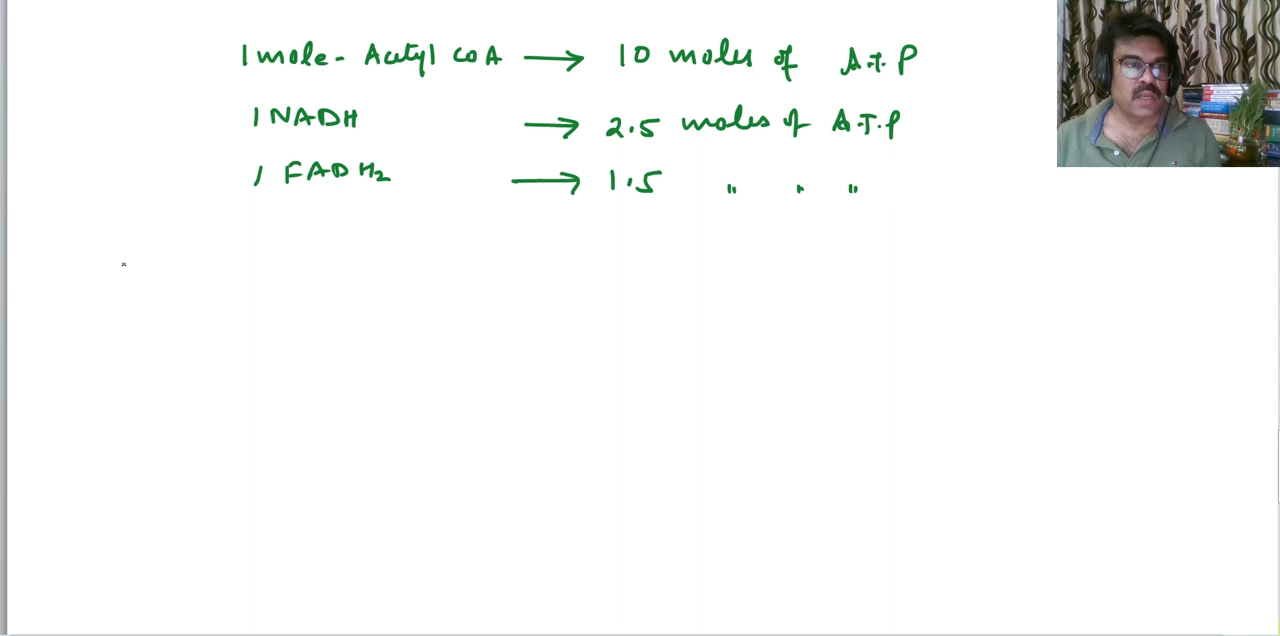 1 mole - Acetyl CoA → 10 moles of A.T.P
1 NADH → 2.5 moles of A.T.P
1 FADH2 → 1.5 " " "